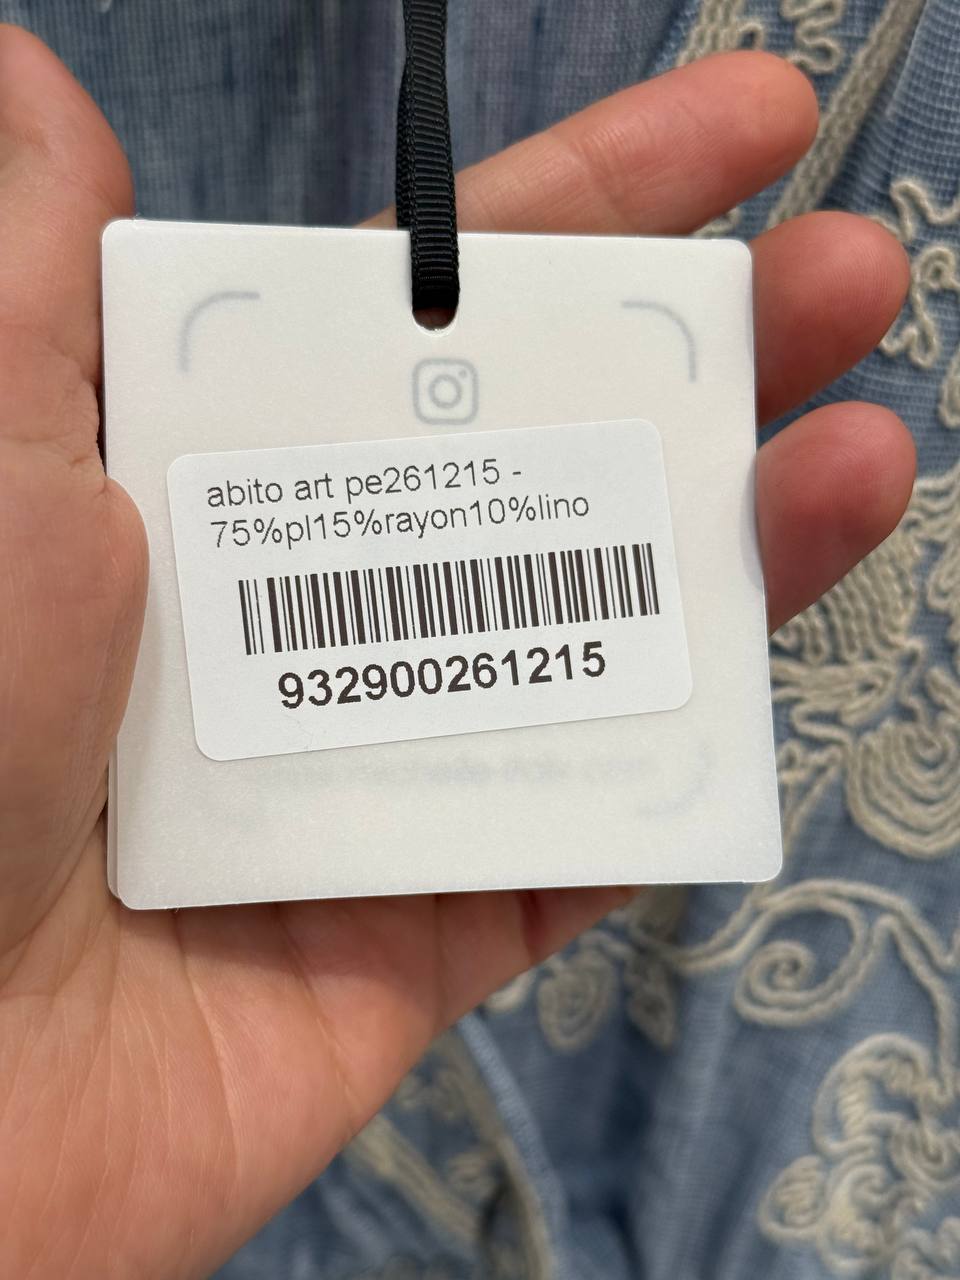 abito art pe261215 -
75%pl15%rayon10%lino
932900261215